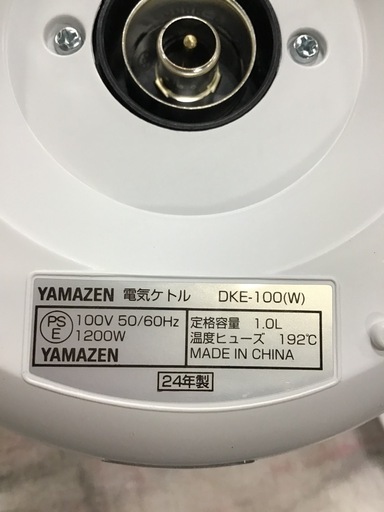 YAMAZEN 電気ケトル DKE-100(W)
PS E 100V 50/60Hz 1200W
YAMAZEN
定格容量 1.0L
温度ヒューズ 192℃
MADE IN CHINA
24年製